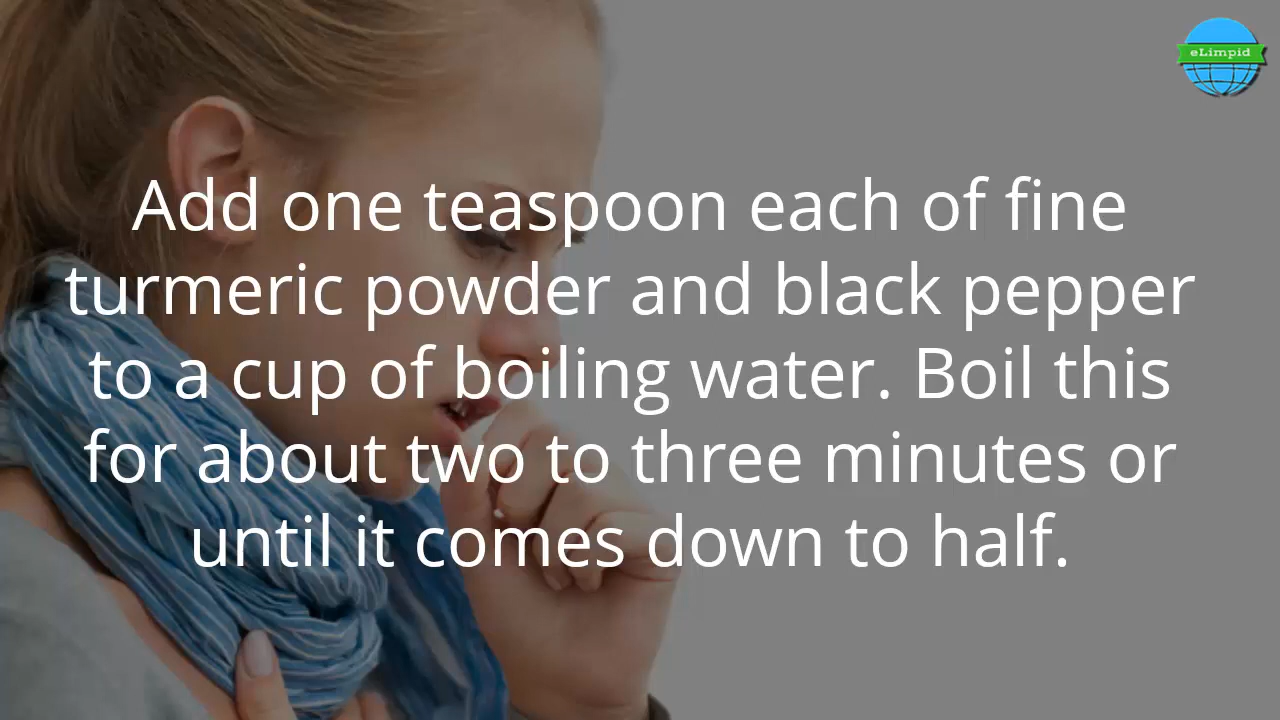 eLimpid
Add one teaspoon each of fine
turmeric powder and black pepper
to a cup of boiling water. Boil this
for about two to three minutes or
until it comes down to half.